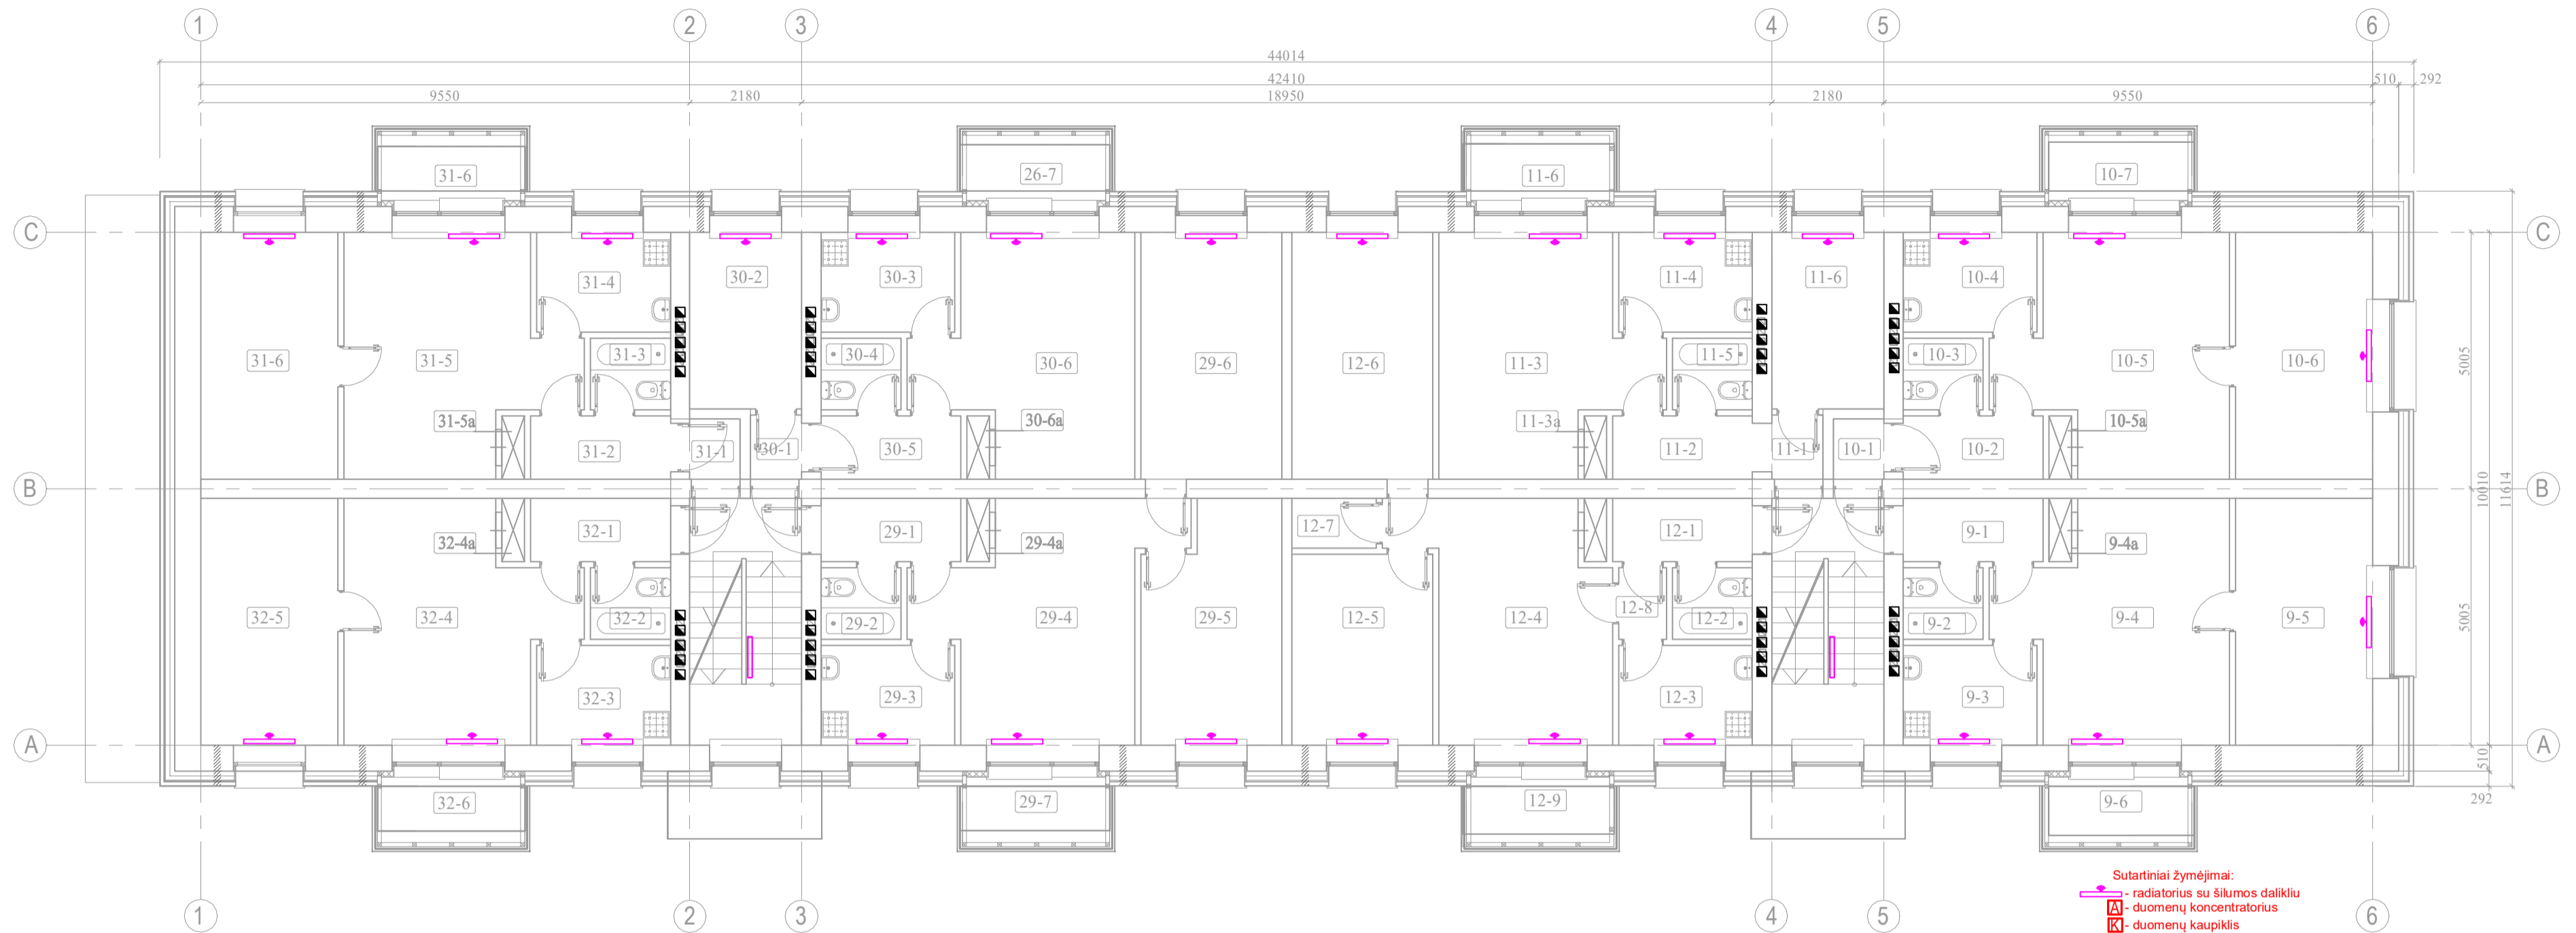 1 2 3 4 5 6
44014
42410 510 292
9550 2180 18950 2180 9550
31-6 26-7 11-6 10-7
C C
31-4 30-2 30-3 11-4 11-6 10-4
31-6 31-5 31-3 30-4 30-6 29-6 12-6 11-3 11-5 10-3 10-5 10-6 5005
31-5a 30-6a 11-3a 10-5a
31-2 31-1 30-1 30-5 11-2 11-1 10-1 10-2
B B
10010 11614
32-4a 32-1 29-1 29-4a 12-7 12-1 9-1 9-4a
32-5 32-4 32-2 29-2 29-4 29-5 12-5 12-4 12-8 12-2 9-2 9-4 9-5 5005
32-3 29-3 12-3 9-3
A A
510
292
32-6 29-7 12-9 9-6
Sutartiniai žymėjimai:
- radiatorius su šilumos dalikliu
A - duomenų koncentratorius
K - duomenų kaupiklis
1 2 3 4 5 6